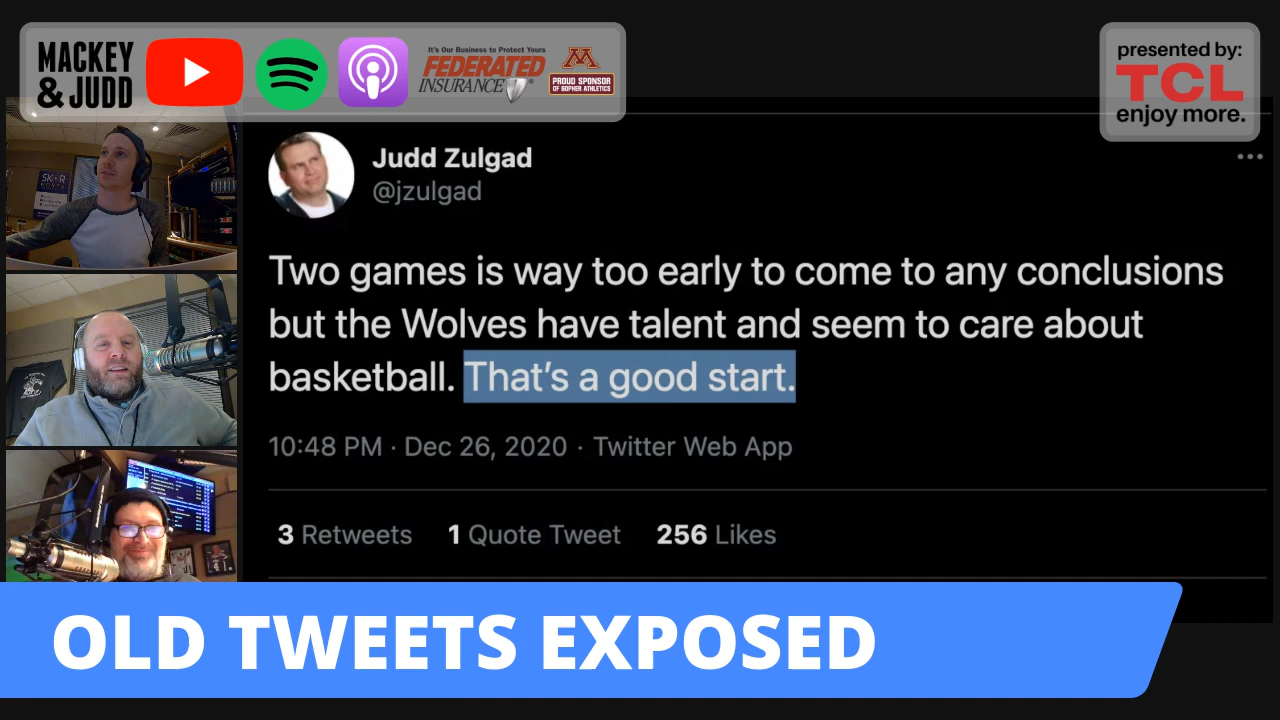 MACKEY
& JUDD
It's Our Business to Protect Yours
FEDERATED
INSURANCE
M
PROUD SPONSOR
OF GOPHER ATHLETICS
presented by:
TCL
enjoy more.
SKOR
NORTH
Judd Zulgad
@jzulgad
Two games is way too early to come to any conclusions
but the Wolves have talent and seem to care about
basketball. That's a good start.
10:48 PM · Dec 26, 2020 · Twitter Web App
3 Retweets 1 Quote Tweet 256 Likes
OLD TWEETS EXPOSED